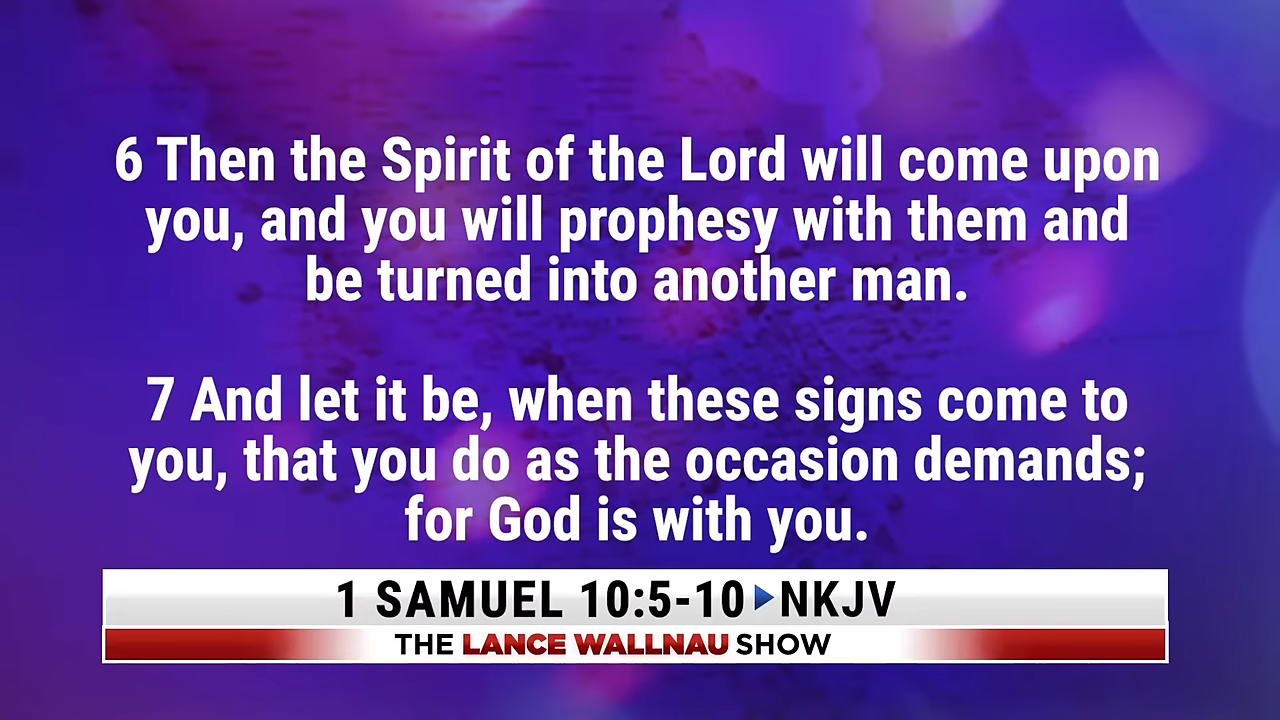 6 Then the Spirit of the Lord will come upon
you, and you will prophesy with them and
be turned into another man.
7 And let it be, when these signs come to
you, that you do as the occasion demands;
for God is with you.
1 SAMUEL 10:5-10 NKJV
THE LANCE WALLNAU SHOW